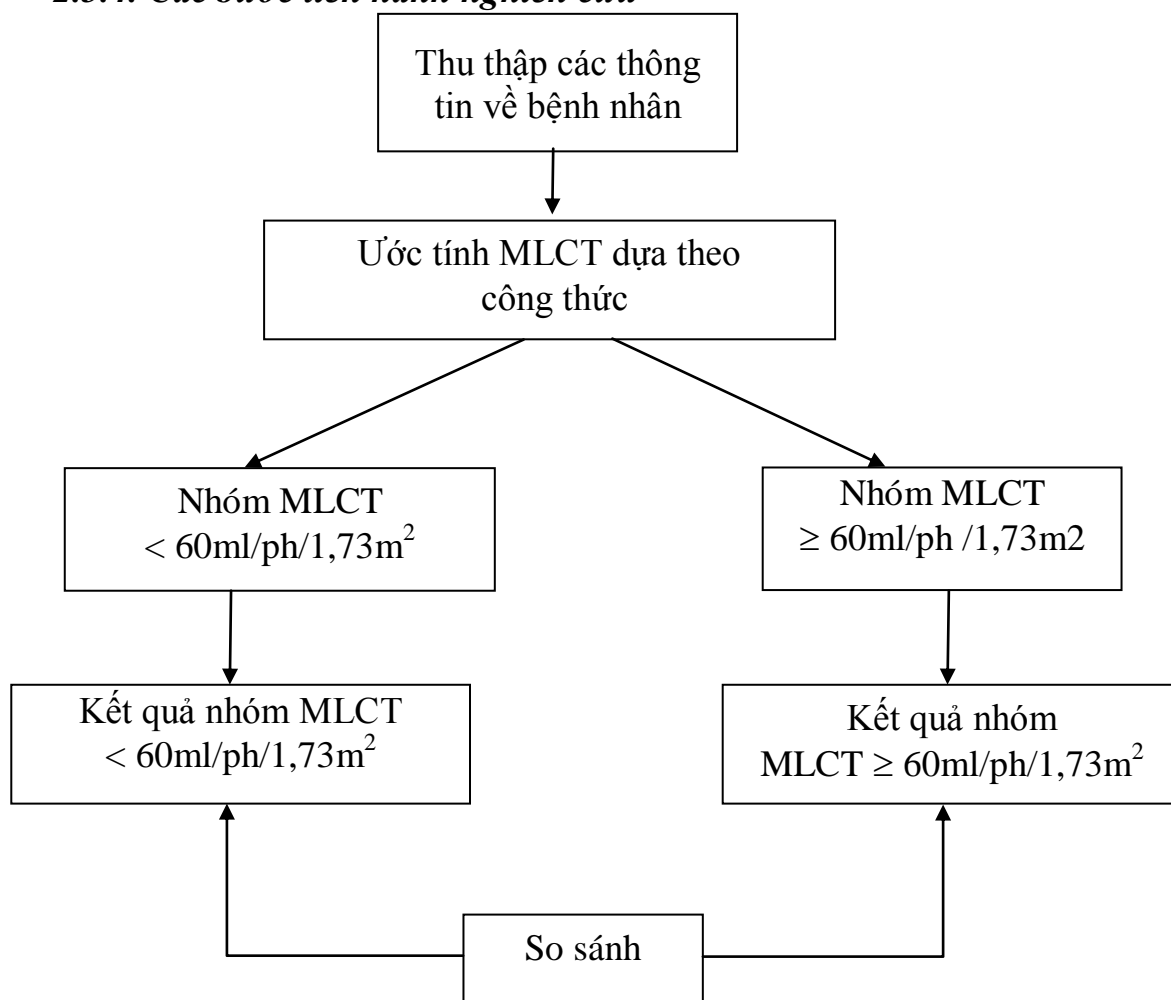 Thu thập các thông
tin về bệnh nhân
Ước tính MLCT dựa theo
công thức
Nhóm MLCT
< 60ml/ph/1,73m²
Nhóm MLCT
≥ 60ml/ph /1,73m2
Kết quả nhóm MLCT
< 60ml/ph/1,73m²
Kết quả nhóm
MLCT ≥ 60ml/ph/1,73m²
So sánh